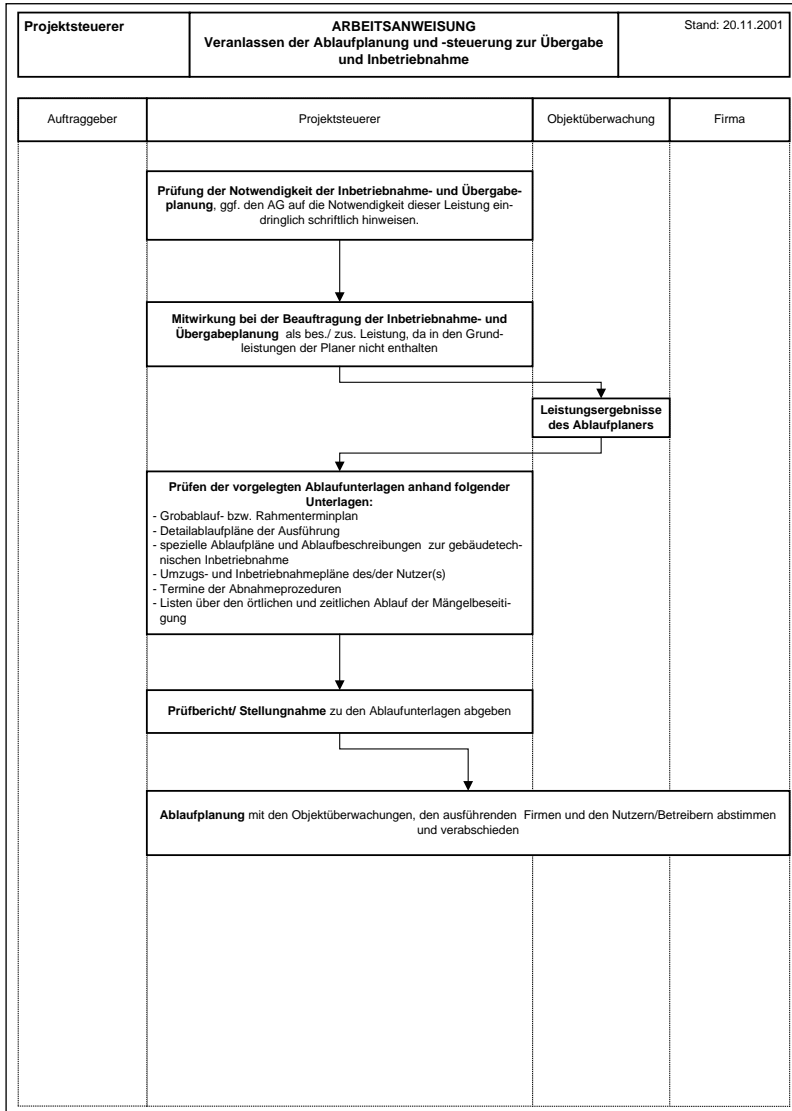 Projektsteuerer
ARBEITSANWEISUNG
Veranlassen der Ablaufplanung und -steuerung zur Übergabe
und Inbetriebnahme
Stand: 20.11.2001
Auftraggeber
Projektsteuerer
Objektüberwachung
Firma
Prüfung der Notwendigkeit der Inbetriebnahme- und Übergabe-
planung, ggf. den AG auf die Notwendigkeit dieser Leistung ein-
dringlich schriftlich hinweisen.
Mitwirkung bei der Beauftragung der Inbetriebnahme- und
Übergabeplanung als bes./ zus. Leistung, da in den Grund-
leistungen der Planer nicht enthalten
Leistungsergebnisse
des Ablaufplaners
Prüfen der vorgelegten Ablaufunterlagen anhand folgender
Unterlagen:
- Grobablauf- bzw. Rahmenterminplan
- Detailablaufpläne der Ausführung
- spezielle Ablaufpläne und Ablaufbeschreibungen zur gebäudetech-
nischen Inbetriebnahme
- Umzugs- und Inbetriebnahmepläne des/der Nutzer(s)
- Termine der Abnahmeprozeduren
- Listen über den örtlichen und zeitlichen Ablauf der Mängelbeseiti-
gung
Prüfbericht/ Stellungnahme zu den Ablaufunterlagen abgeben
Ablaufplanung mit den Objektüberwachungen, den ausführenden Firmen und den Nutzern/Betreibern abstimmen
und verabschieden